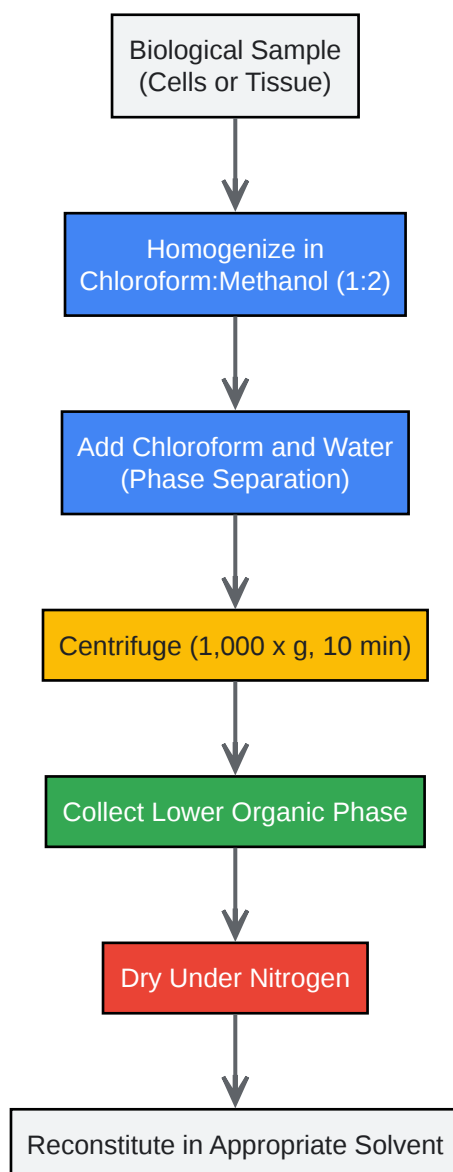 Biological Sample
(Cells or Tissue)
Homogenize in
Chloroform:Methanol (1:2)
Add Chloroform and Water
(Phase Separation)
Centrifuge (1,000 x g, 10 min)
Collect Lower Organic Phase
Dry Under Nitrogen
Reconstitute in Appropriate Solvent